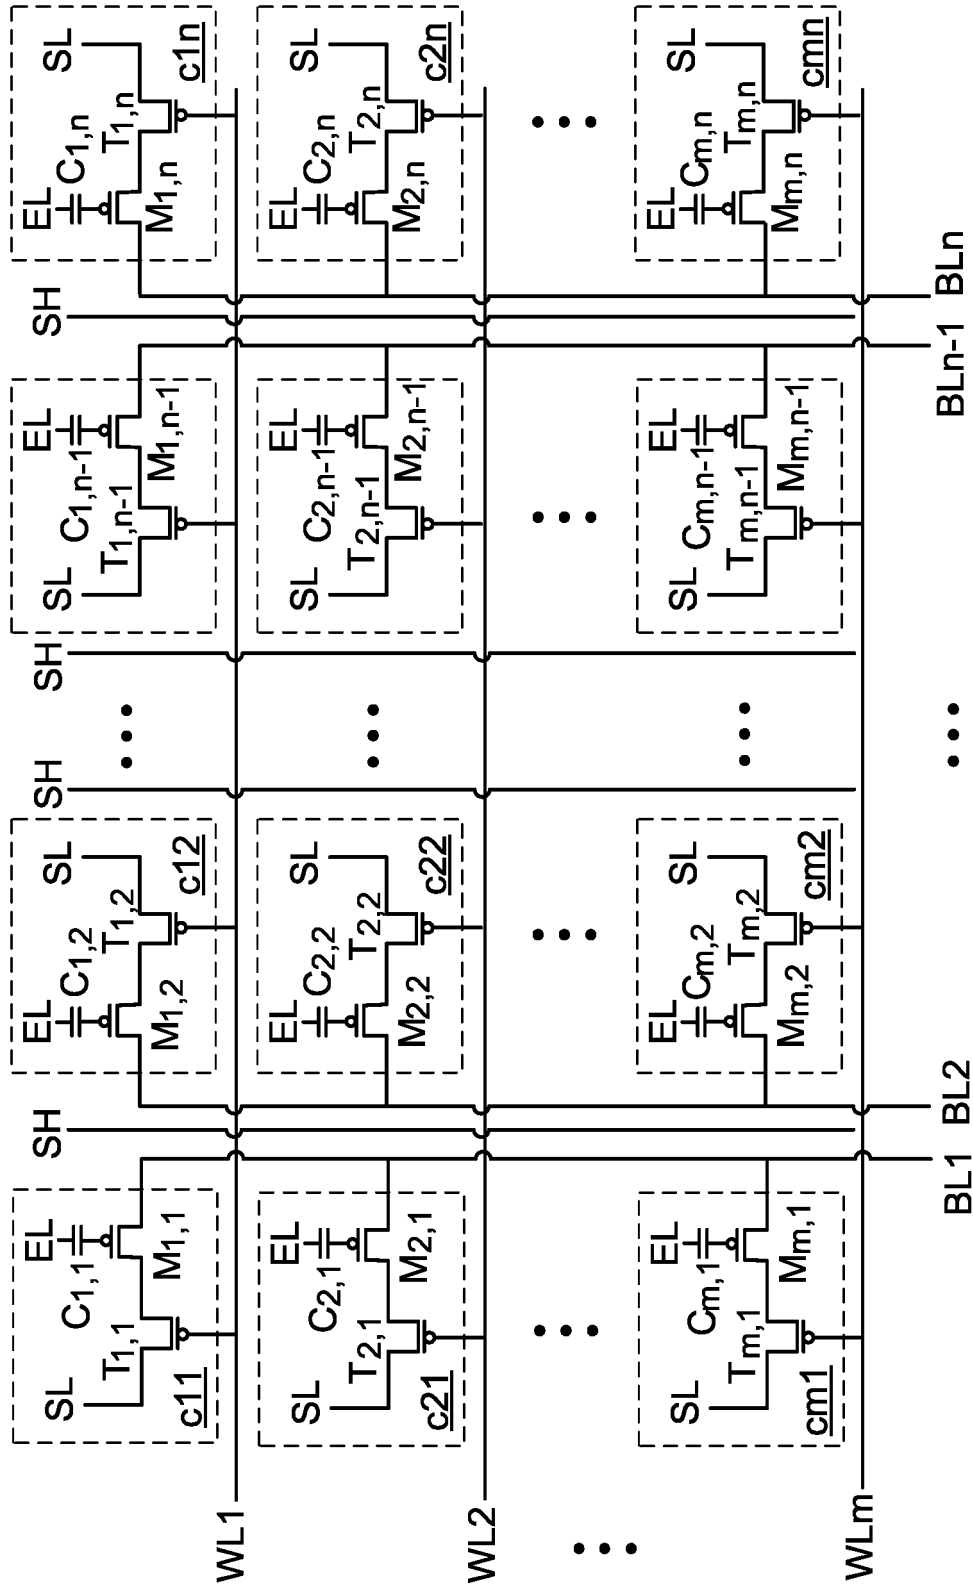 SL EL SH EL SL SH SH SL EL SH EL SL
C1,1 C1,2 C1,n-1 C1,n
T1,1 T1,2 T1,n-1 T1,n
M1,1 M1,2 M1,n-1 M1,n
c11 c12 c1n
WL1
SL EL EL SL SL EL EL SL
C2,1 C2,2 C2,n-1 C2,n
T2,1 T2,2 T2,n-1 T2,n
M2,1 M2,2 M2,n-1 M2,n
c21 c22 c2n
WL2
SL EL EL SL SL EL EL SL
Cm,1 Cm,2 Cm,n-1 Cm,n
Tm,1 Tm,2 Tm,n-1 Tm,n
Mm,1 Mm,2 Mm,n-1 Mm,n
cm1 cm2 cmn
WLm
BL1 BL2 BLn-1 BLn